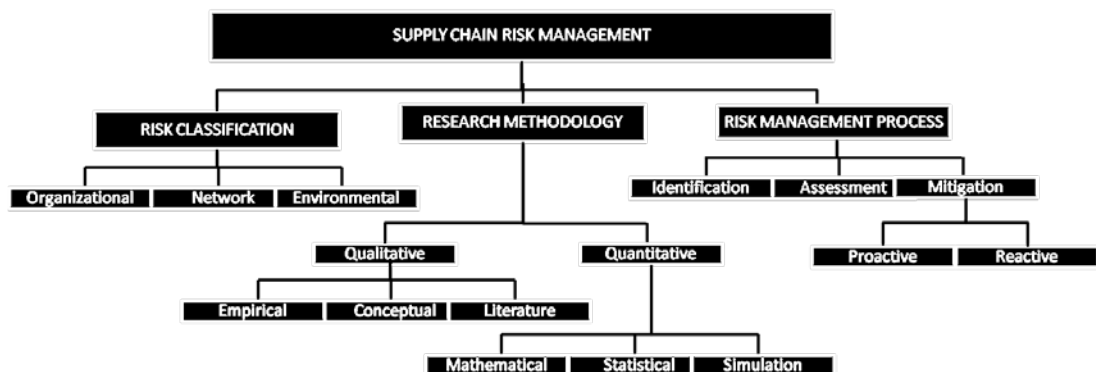 SUPPLY CHAIN RISK MANAGEMENT
RISK CLASSIFICATION
RESEARCH METHODOLOGY
RISK MANAGEMENT PROCESS
Organizational
Network
Environmental
Identification
Assessment
Mitigation
Qualitative
Quantitative
Proactive
Reactive
Empirical
Conceptual
Literature
Mathematical
Statistical
Simulation